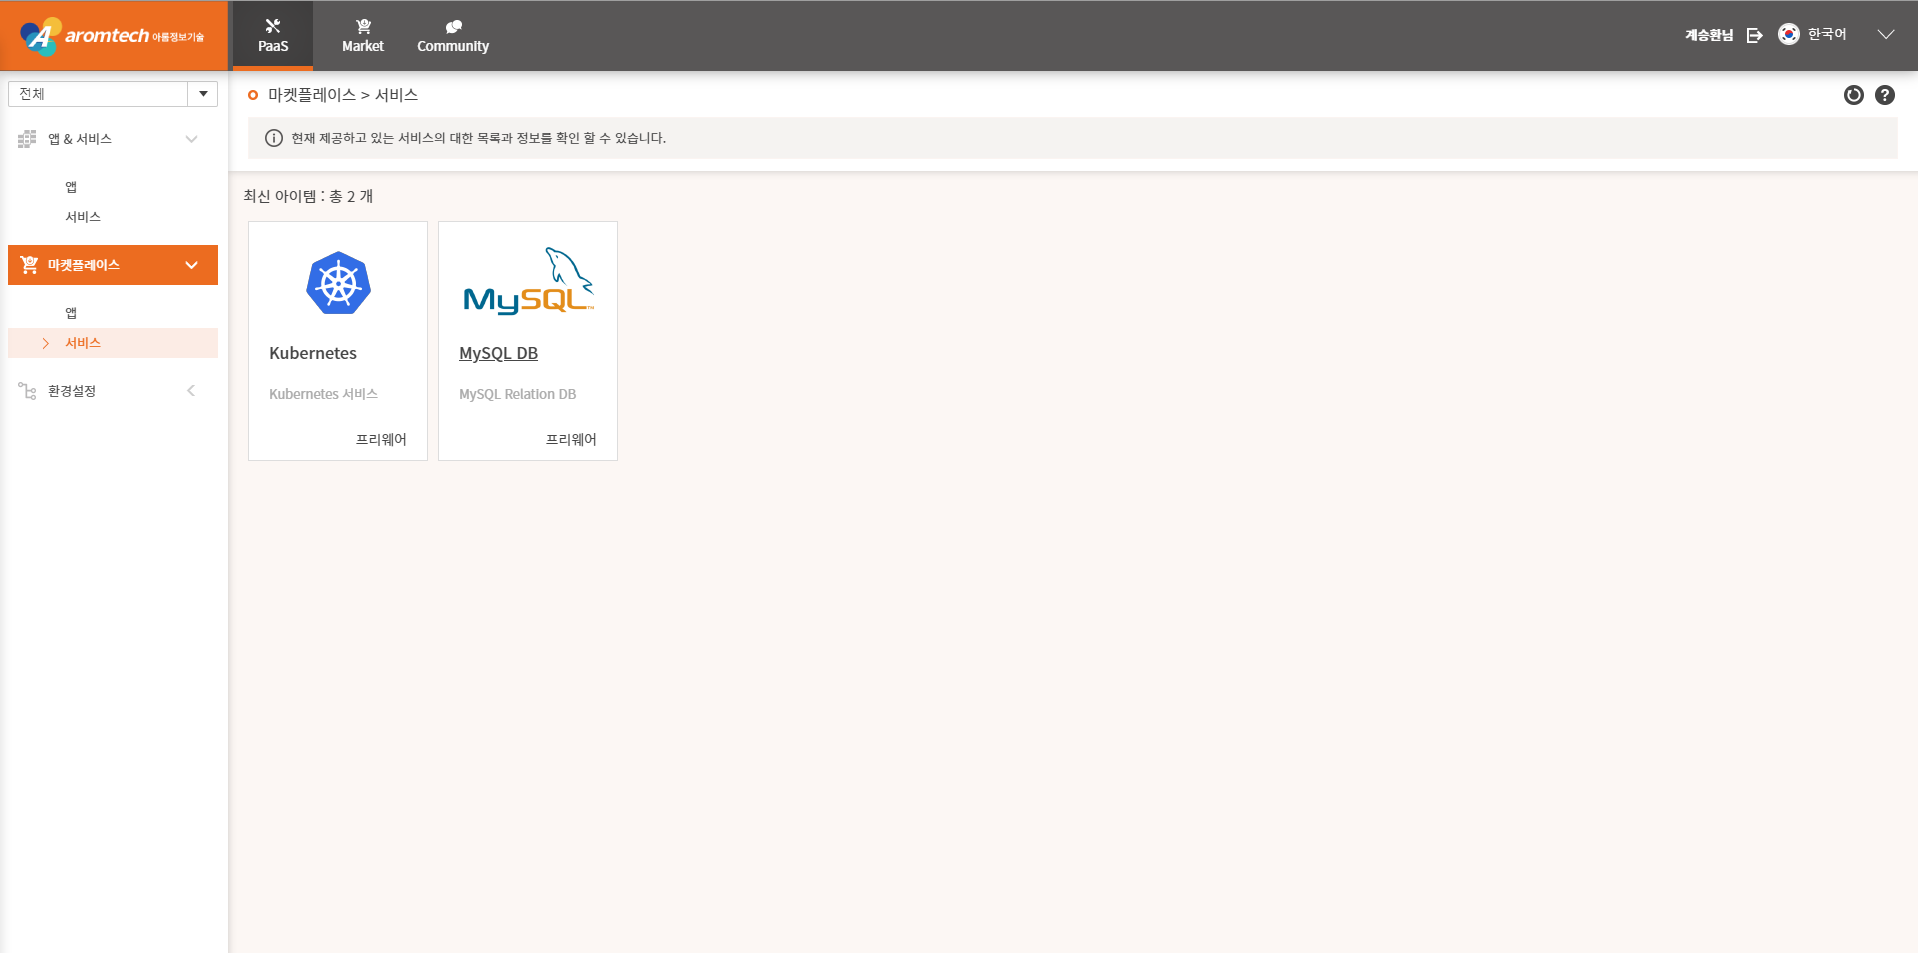 aromtech 아롬정보기술
PaaS
Market
Community
계승환님
한국어
전체
앱 & 서비스
앱
서비스
마켓플레이스
앱
서비스
환경설정
마켓플레이스 > 서비스
현재 제공하고 있는 서비스의 대한 목록과 정보를 확인 할 수 있습니다.
최신 아이템 : 총 2 개
Kubernetes
Kubernetes 서비스
프리웨어
MySQL™
MySQL DB
MySQL Relation DB
프리웨어